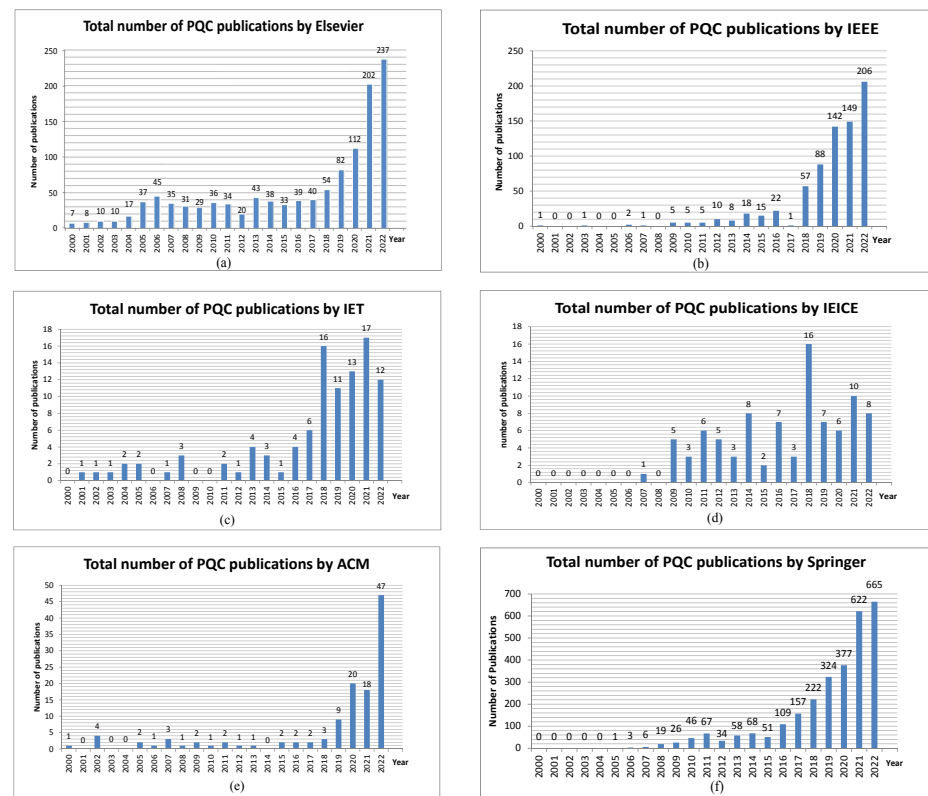 Total number of PQC publications by Elsevier
Number of publications
250
200
150
100
50
0
7 8 10 10 17 37 45 35 31 29 36 34 20 43 38 33 39 40 54 82 112 202 237
2000 2001 2002 2003 2004 2005 2006 2007 2008 2009 2010 2011 2012 2013 2014 2015 2016 2017 2018 2019 2020 2021 2022 Year
(a)
Total number of PQC publications by IEEE
Number of publications
250
200
150
100
50
0
1 0 0 1 0 0 2 1 0 5 5 5 10 8 18 15 22 1 57 88 142 149 206
2000 2001 2002 2003 2004 2005 2006 2007 2008 2009 2010 2011 2012 2013 2014 2015 2016 2017 2018 2019 2020 2021 2022 Year
(b)
Total number of PQC publications by IET
Number of publications
18
16
14
12
10
8
6
4
2
0
0 1 1 1 2 2 0 1 3 0 0 2 1 4 3 1 4 6 16 11 13 17 12
2000 2001 2002 2003 2004 2005 2006 2007 2008 2009 2010 2011 2012 2013 2014 2015 2016 2017 2018 2019 2020 2021 2022 Year
(c)
Total number of PQC publications by IEICE
number of publications
18
16
14
12
10
8
6
4
2
0
0 0 0 0 0 0 0 1 0 5 3 6 5 3 8 2 7 3 16 7 6 10 8
2000 2001 2002 2003 2004 2005 2006 2007 2008 2009 2010 2011 2012 2013 2014 2015 2016 2017 2018 2019 2020 2021 2022 Year
(d)
Total number of PQC publications by ACM
Number of publications
50
45
40
35
30
25
20
15
10
5
0
1 0 4 0 0 2 1 3 1 2 1 2 1 1 0 2 2 2 3 9 20 18 47
2000 2001 2002 2003 2004 2005 2006 2007 2008 2009 2010 2011 2012 2013 2014 2015 2016 2017 2018 2019 2020 2021 2022 Year
(e)
Total number of PQC publications by Springer
Number of Publications
700
600
500
400
300
200
100
0
0 0 0 0 0 1 3 6 19 26 46 67 34 58 68 51 109 157 222 324 377 622 665
2000 2001 2002 2003 2004 2005 2006 2007 2008 2009 2010 2011 2012 2013 2014 2015 2016 2017 2018 2019 2020 2021 2022 Year
(f)